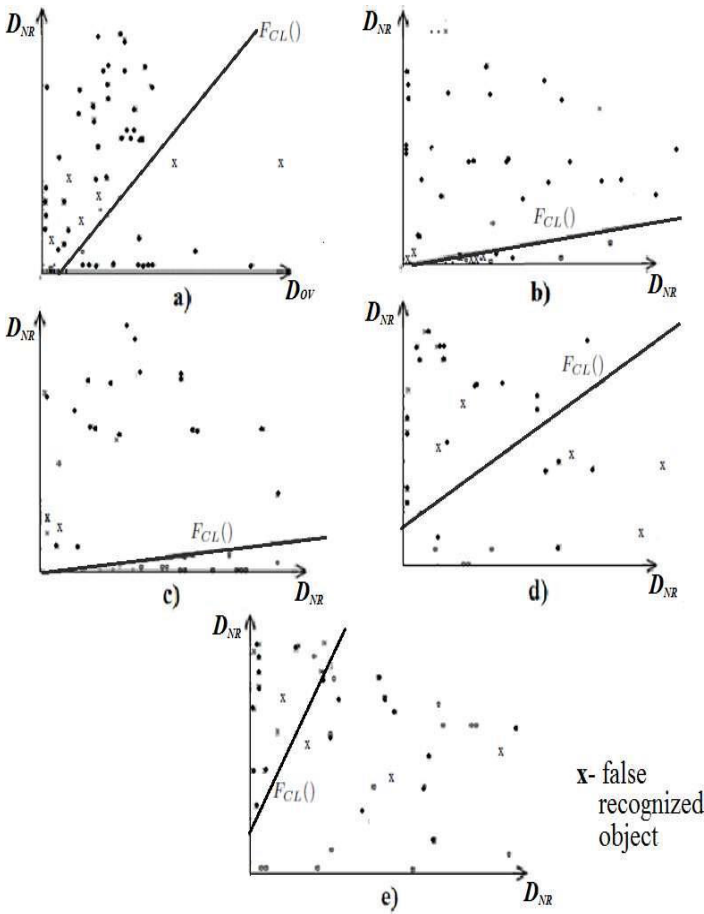 D_NR
F_CL()
D_OV
a)
D_NR
F_CL()
D_NR
b)
D_NR
F_CL()
D_NR
c)
D_NR
F_CL()
D_NR
d)
D_NR
F_CL()
D_NR
e)
x- false
recognized
object